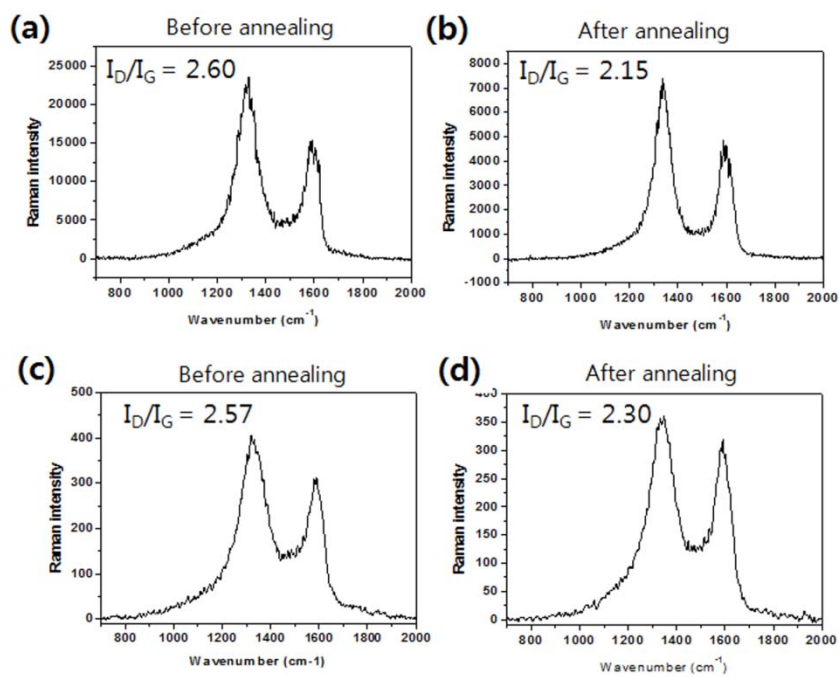 (a)
Before annealing
I_D/I_G = 2.60
25000
20000
15000
10000
5000
0
Raman intensity
800 1000 1200 1400 1600 1800 2000
Wavenumber (cm⁻¹)
(b)
After annealing
I_D/I_G = 2.15
8000
7000
6000
5000
4000
3000
2000
1000
0
-1000
Raman intensity
800 1000 1200 1400 1600 1800 2000
Wavenumber (cm⁻¹)
(c)
Before annealing
I_D/I_G = 2.57
500
400
300
200
100
0
Raman intensity
800 1000 1200 1400 1600 1800 2000
Wavenumber (cm-1)
(d)
After annealing
I_D/I_G = 2.30
400
350
300
250
200
150
100
50
0
Raman intensity
800 1000 1200 1400 1600 1800 2000
Wavenumber (cm⁻¹)